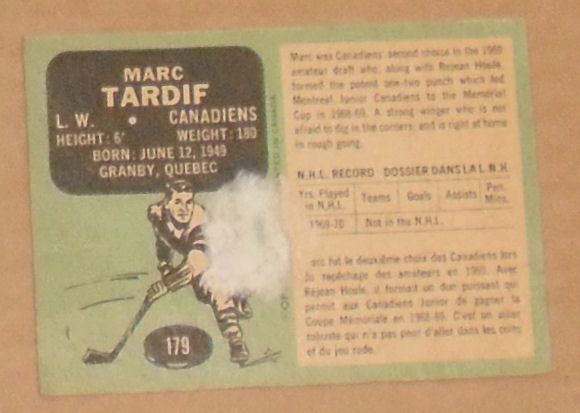 MARC
TARDIF
L. W. • CANADIENS
HEIGHT: 6' WEIGHT: 180
BORN: JUNE 12, 1949
GRANBY, QUEBEC
179
Marc was Canadiens' second choice in the 1969
amateur draft who, along with Rejean Houle,
formed the potent one-two punch which led
Montreal Junior Canadiens to the Memorial
Cup in 1968-69. A strong winger who is not
afraid to dig in the corners, and is right at home
in rough going.
N.H.L. RECORD DOSSIER DANS LA L.N.H.
Yrs. Played in N.H.L. Teams Goals Assists Pen. Mins.
1969-70 Not in the N.H.L.
arc fut le deuxième choix des Canadiens lors
du repêchage des amateurs en 1969. Avec
Réjean Houle, il formait un duo puissant qui
permit aux Canadiens Junior de gagner la
Coupe Mémoriale en 1968-69. C'est un ailier
robuste qui n'a pas peur d'aller dans les coins
et du jeu rude.
NTED IN CANADA